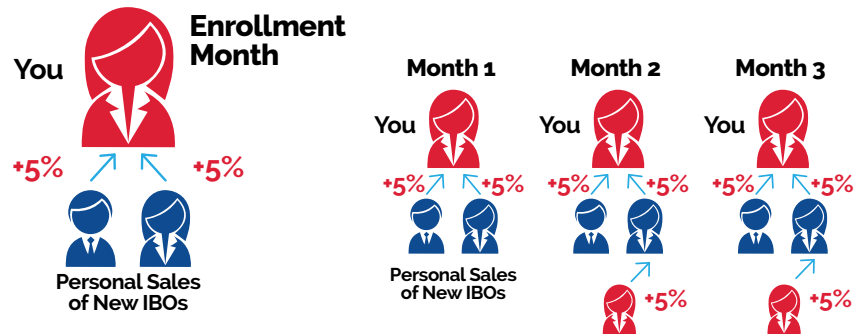 Enrollment
Month
You
+5%
+5%
Personal Sales
of New IBOs
Month 1
You
+5%
+5%
Personal Sales
of New IBOs
Month 2
You
+5%
+5%
+5%
Month 3
You
+5%
+5%
+5%